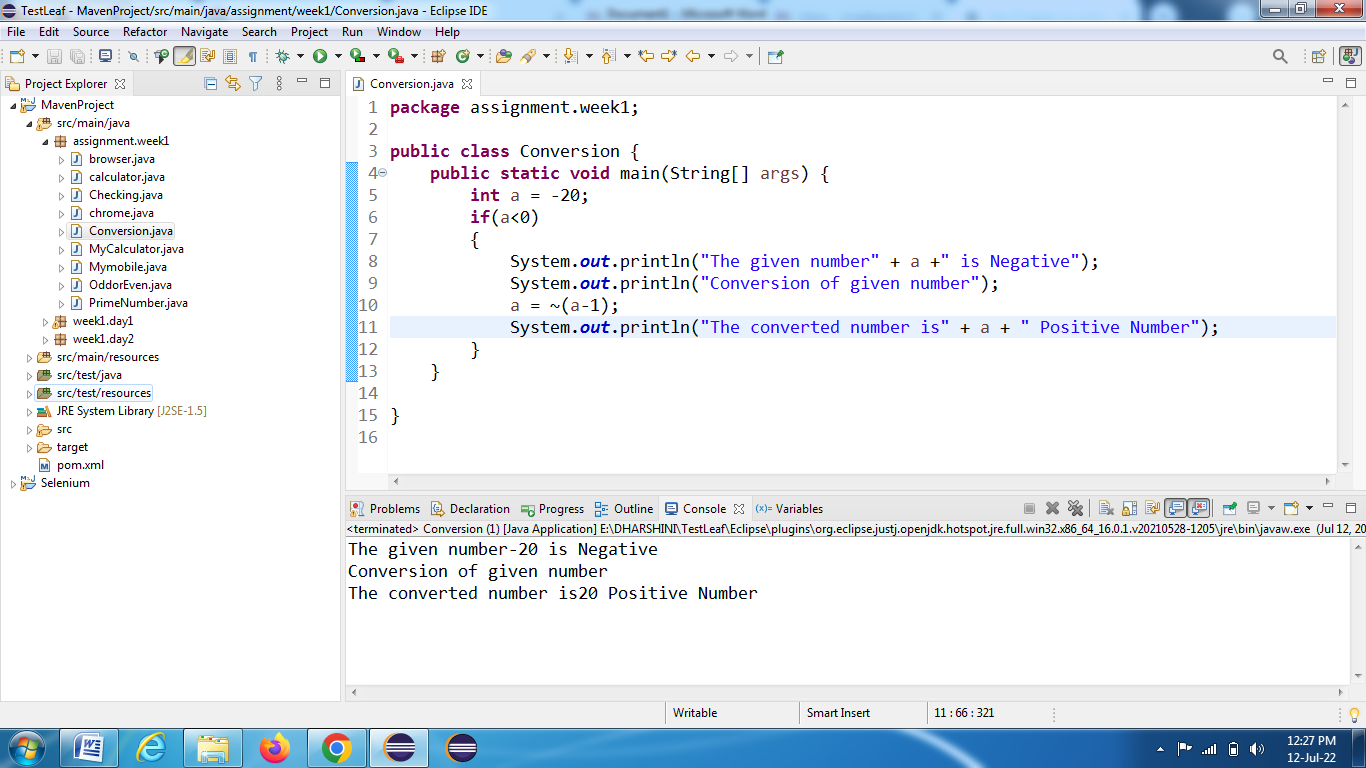 TestLeaf - MavenProject/src/main/java/assignment/week1/Conversion.java - Eclipse IDE
File Edit Source Refactor Navigate Search Project Run Window Help
Project Explorer
MavenProject
src/main/java
assignment.week1
browser.java
calculator.java
Checking.java
chrome.java
Conversion.java
MyCalculator.java
Mymobile.java
OddorEven.java
PrimeNumber.java
week1.day1
week1.day2
src/main/resources
src/test/java
src/test/resources
JRE System Library [J2SE-1.5]
src
target
pom.xml
Selenium
Conversion.java
1 package assignment.week1;
2
3 public class Conversion {
4 public static void main(String[] args) {
5 int a = -20;
6 if(a<0)
7 {
8 System.out.println("The given number" + a +" is Negative");
9 System.out.println("Conversion of given number");
10 a = ~(a-1);
11 System.out.println("The converted number is" + a + " Positive Number");
12 }
13 }
14
15 }
16
Problems Declaration Progress Outline Console Variables
<terminated> Conversion (1) [Java Application] E:\DHARSHINI\TestLeaf\Eclipse\plugins\org.eclipse.justj.openjdk.hotspot.jre.full.win32.x86_64_16.0.1.v20210528-1205\jre\bin\javaw.exe (Jul 12, 20
The given number-20 is Negative
Conversion of given number
The converted number is20 Positive Number
Writable Smart Insert 11 : 66 : 321
12:27 PM
12-Jul-22